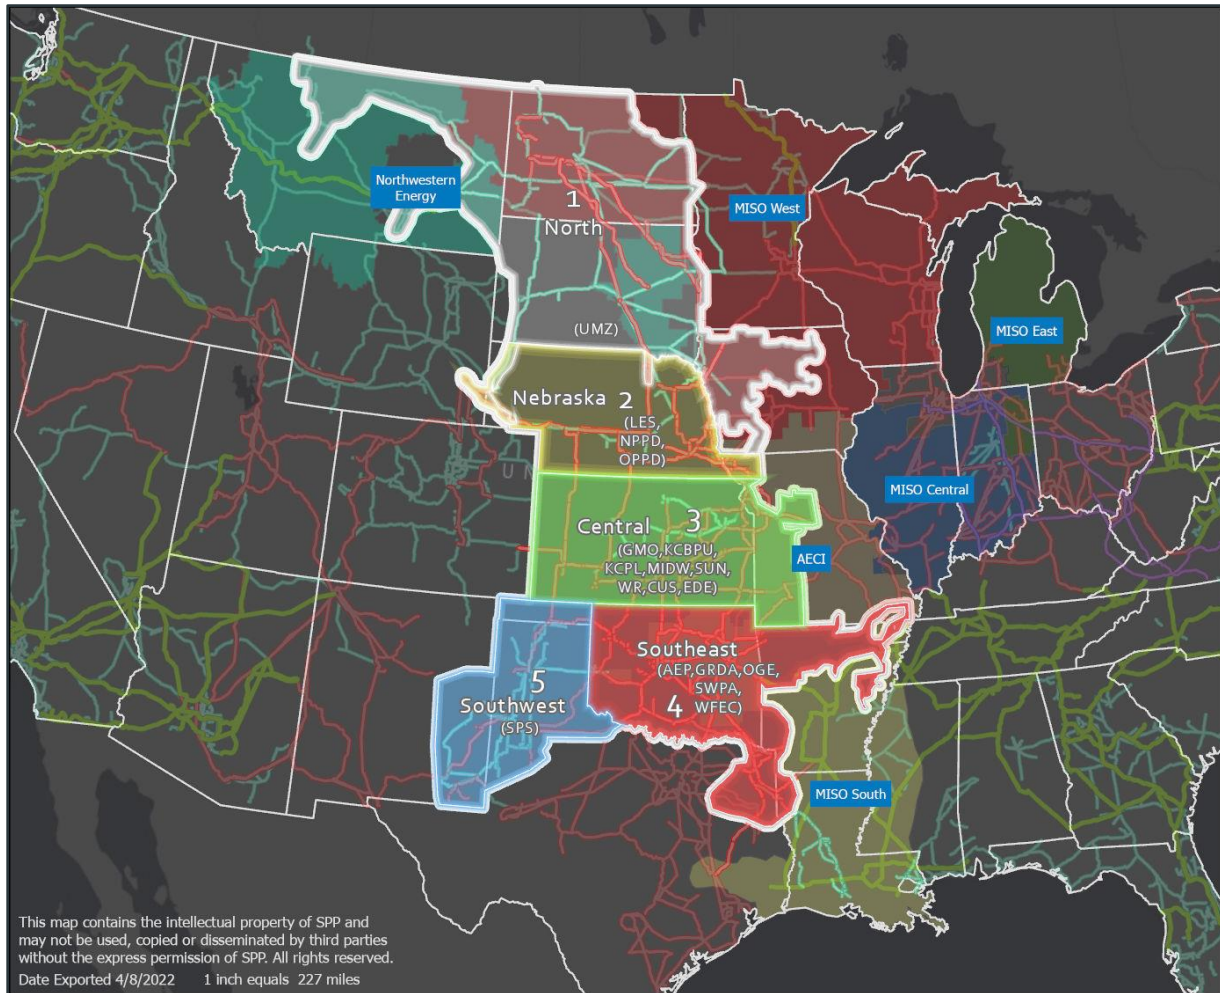 Northwestern
Energy
1
North
(UMZ)
MISO West
MISO East
Nebraska 2
(LES,
NPPD,
OPPD)
MISO Central
Central 3
(GMO,KCBPU,
KCPL,MIDW,SUN,
WR,CUS,EDE)
AECI
Southeast
(AEP,GRDA,OGE,
SWPA,
4 WFEC)
5
Southwest
(SPS)
MISO South
This map contains the intellectual property of SPP and
may not be used, copied or disseminated by third parties
without the express permission of SPP. All rights reserved.
Date Exported 4/8/2022 1 inch equals 227 miles